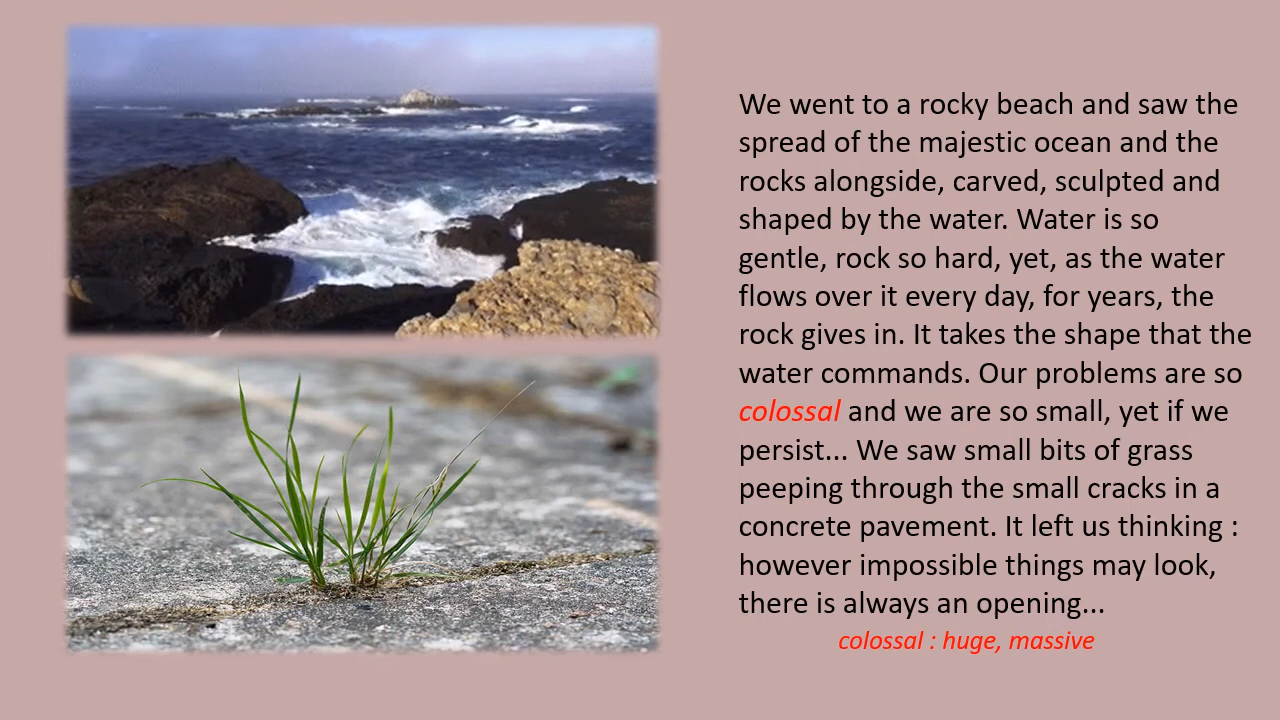 We went to a rocky beach and saw the
spread of the majestic ocean and the
rocks alongside, carved, sculpted and
shaped by the water. Water is so
gentle, rock so hard, yet, as the water
flows over it every day, for years, the
rock gives in. It takes the shape that the
water commands. Our problems are so
colossal and we are so small, yet if we
persist... We saw small bits of grass
peeping through the small cracks in a
concrete pavement. It left us thinking :
however impossible things may look,
there is always an opening...
colossal : huge, massive